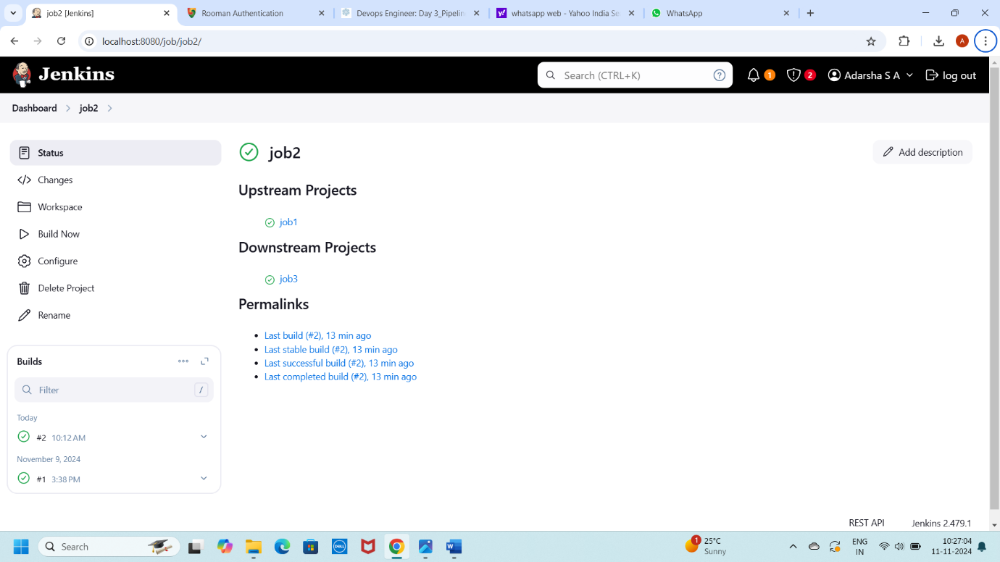 job2 [Jenkins]
Rooman Authentication
Devops Engineer: Day 3_Pipelin
whatsapp web - Yahoo India Se
WhatsApp
localhost:8080/job/job2/
A
Jenkins
Search (CTRL+K)
?
1
2
Adarsha S A
log out
Dashboard
job2
Status
Changes
Workspace
Build Now
Configure
Delete Project
Rename
job2
Add description
Upstream Projects
job1
Downstream Projects
job3
Permalinks
Last build (#2), 13 min ago
Last stable build (#2), 13 min ago
Last successful build (#2), 13 min ago
Last completed build (#2), 13 min ago
Builds
Filter
/
Today
#2 10:12 AM
November 9, 2024
#1 3:38 PM
REST API
Jenkins 2.479.1
Search
DELL
1
25°C
Sunny
ENG
IN
10:27:04
11-11-2024